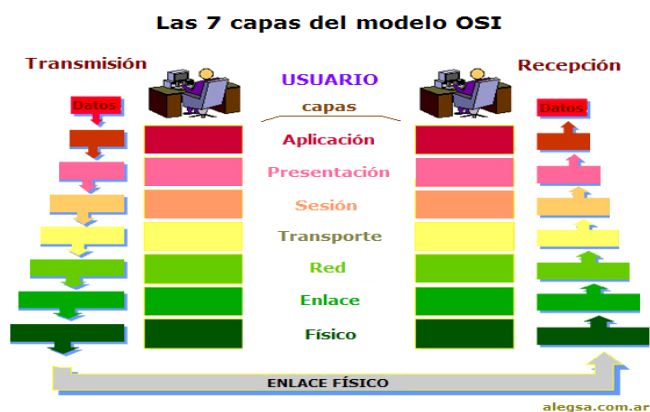 Las 7 capas del modelo OSI
Transmisión
Recepción
USUARIO
capas
Datos
Datos
Aplicación
Presentación
Sesión
Transporte
Red
Enlace
Físico
ENLACE FÍSICO
alegsa.com.ar